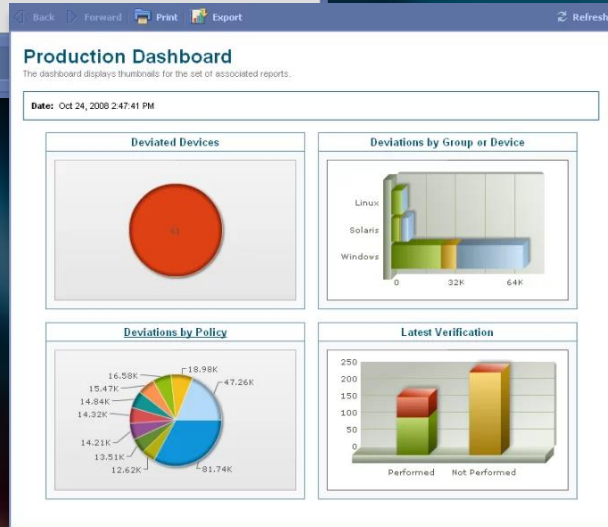 Back Forward Print Export Refresh
Production Dashboard
The dashboard displays thumbnails for the set of associated reports.
Date: Oct 24, 2008 2:47:41 PM
Deviated Devices
Deviations by Group or Device
Linux
Solaris
Windows
0 32K 64K
Deviations by Policy
18.98K
47.26K
81.74K
12.62K
13.51K
14.21K
14.32K
14.84K
15.47K
16.58K
Latest Verification
250
200
150
100
50
0
Performed Not Performed